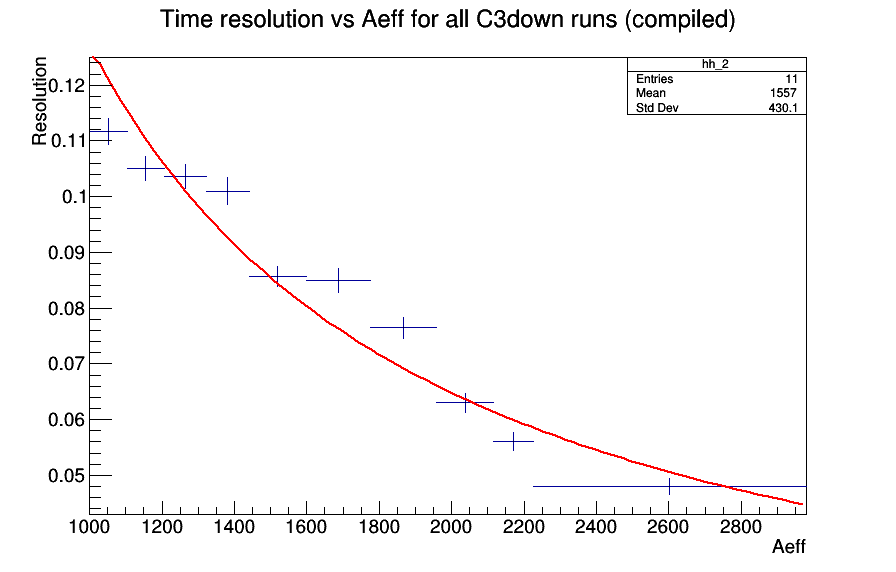 Time resolution vs Aeff for all C3down runs (compiled)
hh_2
Entries 11
Mean 1557
Std Dev 430.1
Resolution
0.12
0.11
0.1
0.09
0.08
0.07
0.06
0.05
1000 1200 1400 1600 1800 2000 2200 2400 2600 2800
Aeff